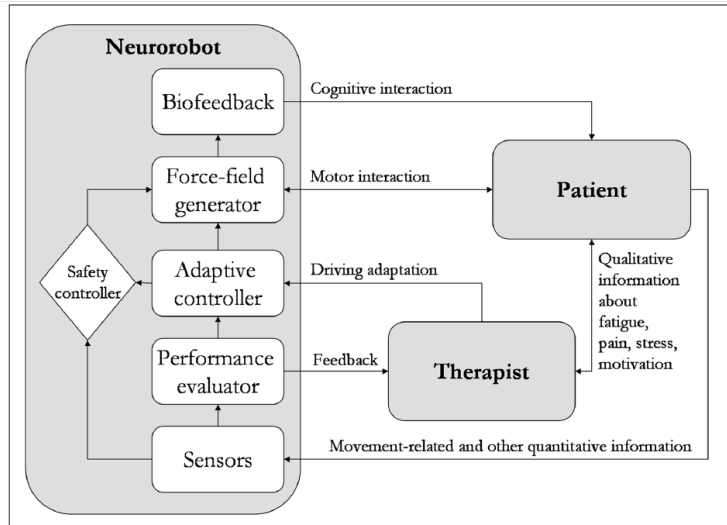 Neurorobot
Biofeedback
Cognitive interaction
Force-field
generator
Motor interaction
Patient
Safety
controller
Adaptive
controller
Driving adaptation
Qualitative
information
about
fatigue,
pain, stress,
motivation
Performance
evaluator
Feedback
Therapist
Sensors
Movement-related and other quantitative information